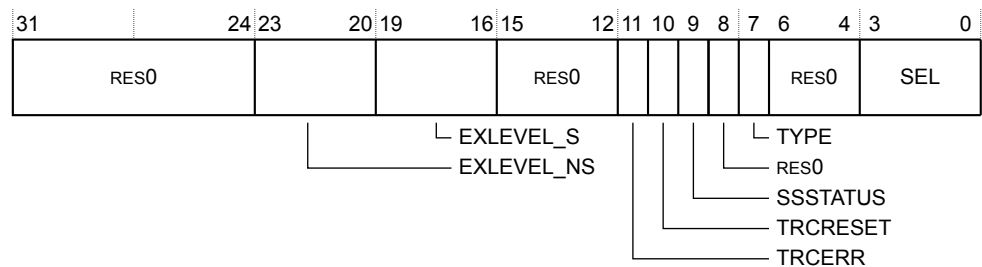 31 24 23 20 19 16 15 12 11 10 9 8 7 6 4 3 0
RES0 RES0 RES0 SEL
EXLEVEL_S TYPE
EXLEVEL_NS RES0
SSSTATUS
TRCRESET
TRCERR